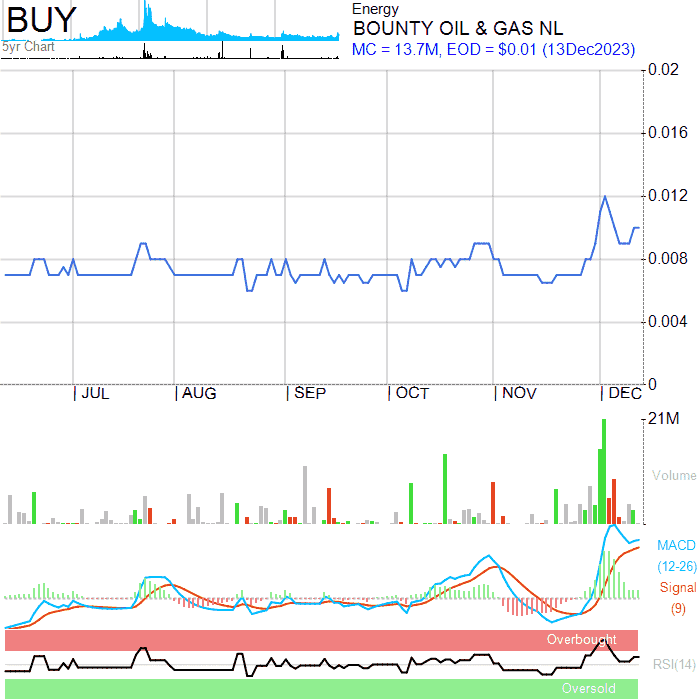 BUY
5yr Chart
Energy
BOUNTY OIL & GAS NL
MC = 13.7M, EOD = $0.01 (13Dec2023)
0.02
0.016
0.012
0.008
0.004
0
JUL AUG SEP OCT NOV DEC
21M
Volume
MACD
(12-26)
Signal
(9)
Overbought
RSI(14)
Oversold